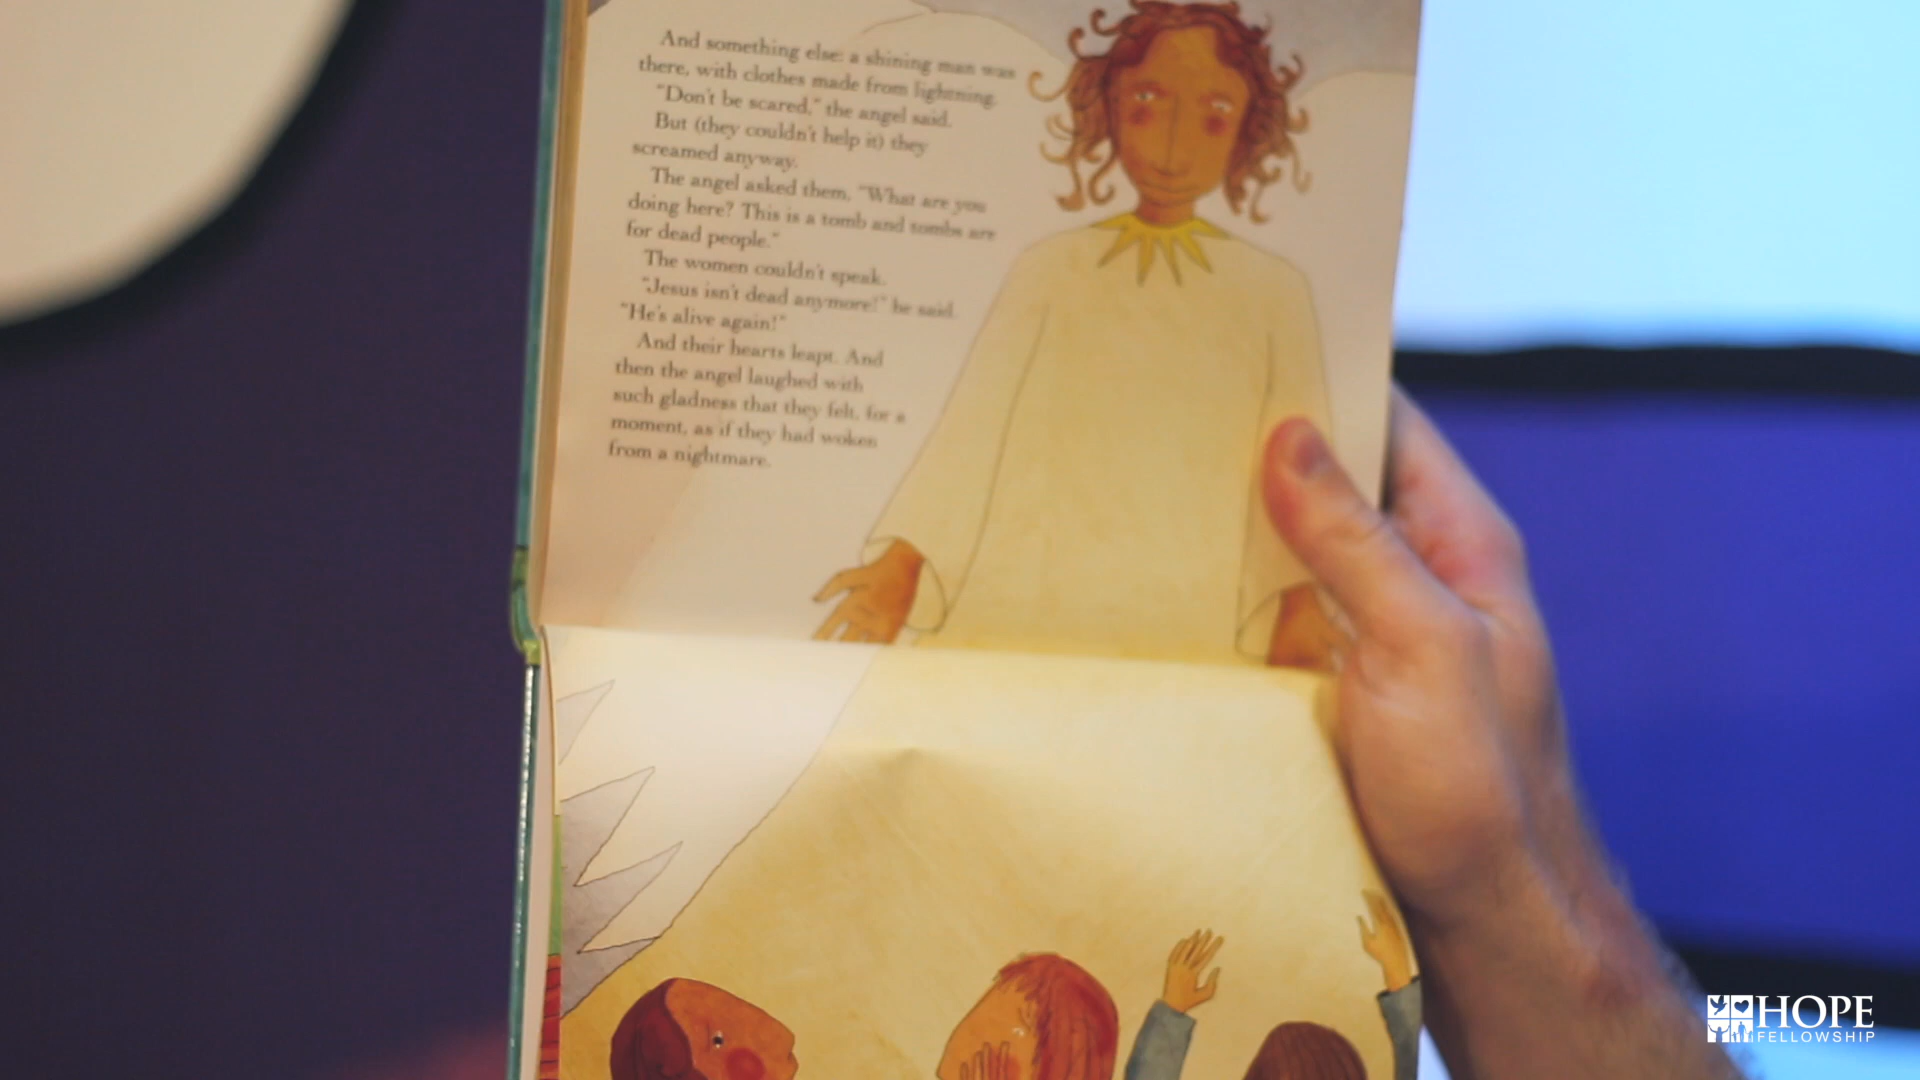 And something else: a shining man was
there, with clothes made from lightning.
"Don't be scared," the angel said.
But (they couldn't help it) they
screamed anyway.
The angel asked them, "What are you
doing here? This is a tomb and tombs are
for dead people."
The women couldn't speak.
"Jesus isn't dead anymore!" he said.
"He's alive again!"
And their hearts leapt. And
then the angel laughed with
such gladness that they felt, for a
moment, as if they had woken
from a nightmare.
HOPE
FELLOWSHIP